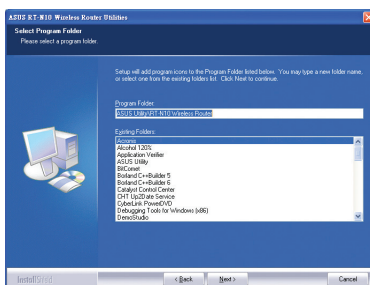 ASUS RT-N10 Wireless Router Utilities
Select Program Folder
Please select a program folder.
Setup will add program icons to the Program Folder listed below. You may type a new folder name,
or select one from the existing folders list. Click Next to continue.
Program Folder:
ASUS Utility\RT-N10 Wireless Router
Existing Folders:
Acronis
Alcohol 120%
Application Verifier
ASUS Utility
BitComet
Borland C++Builder 5
Borland C++Builder 6
Catalyst Control Center
CHT Up2Date Service
CyberLink PowerDVD
Debugging Tools for Windows (x86)
DemoStudio
InstallShield
< Back
Next >
Cancel